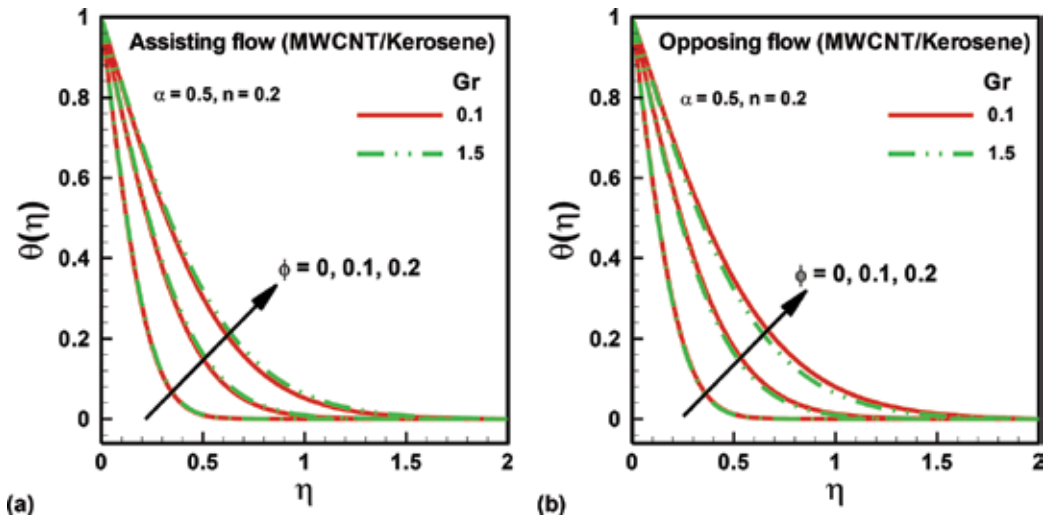 Assisting flow (MWCNT/Kerosene)
Gr
α = 0.5, n = 0.2
0.1
1.5
ϕ = 0, 0.1, 0.2
θ(η)
1
0.8
0.6
0.4
0.2
0
0 0.5 1 1.5 2
η
(a)
Opposing flow (MWCNT/Kerosene)
Gr
α = 0.5, n = 0.2
0.1
1.5
ϕ = 0, 0.1, 0.2
θ(η)
1
0.8
0.6
0.4
0.2
0
0 0.5 1 1.5 2
η
(b)